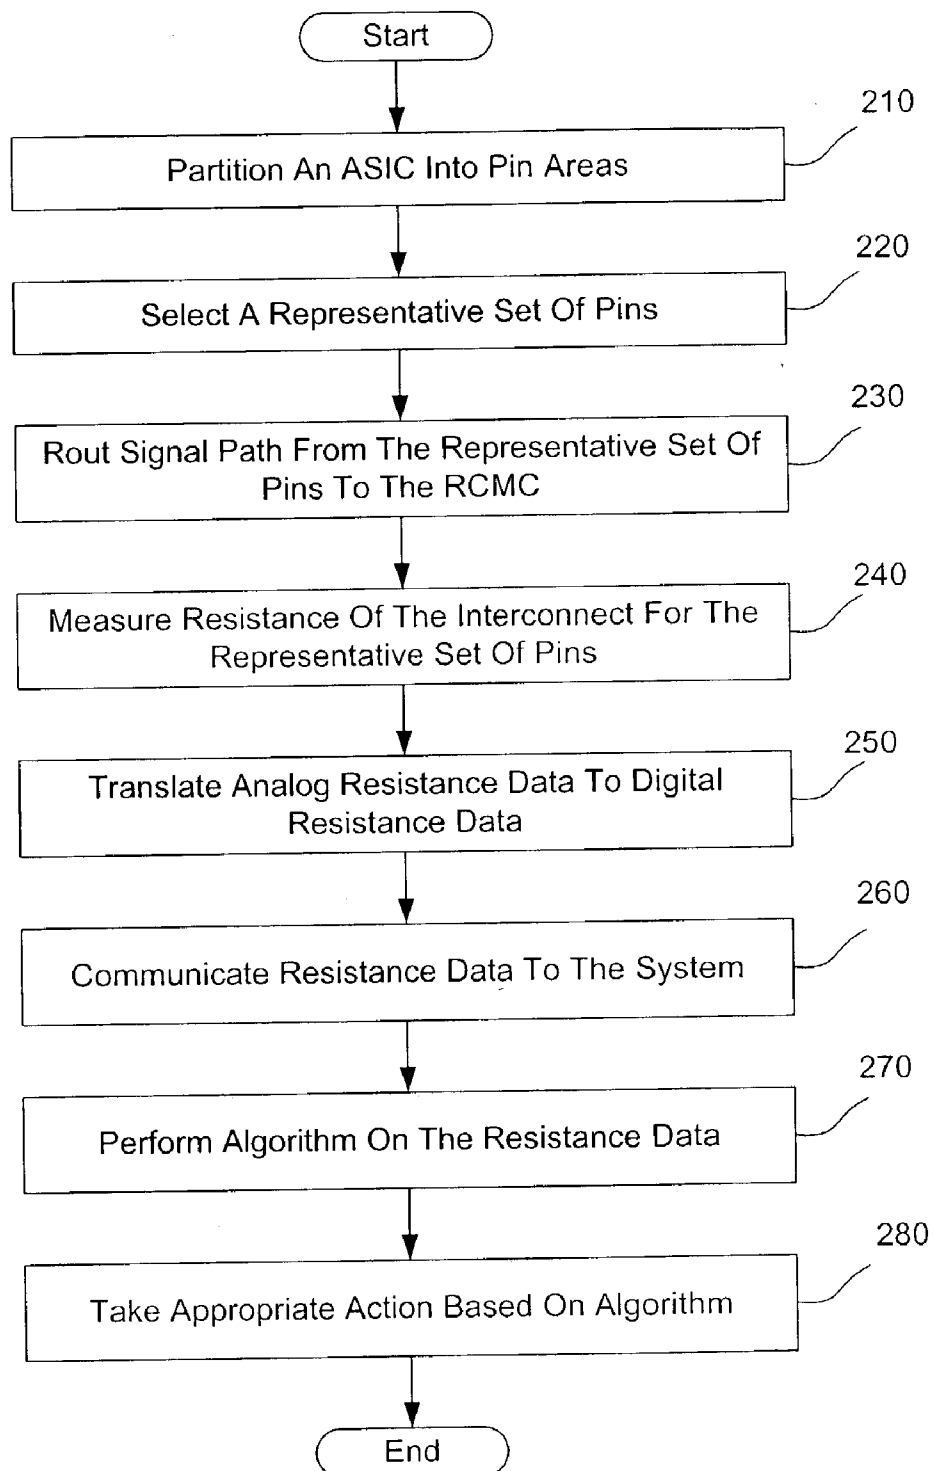 Start
210
Partition An ASIC Into Pin Areas
220
Select A Representative Set Of Pins
230
Rout Signal Path From The Representative Set Of
Pins To The RCMC
240
Measure Resistance Of The Interconnect For The
Representative Set Of Pins
250
Translate Analog Resistance Data To Digital
Resistance Data
260
Communicate Resistance Data To The System
270
Perform Algorithm On The Resistance Data
280
Take Appropriate Action Based On Algorithm
End